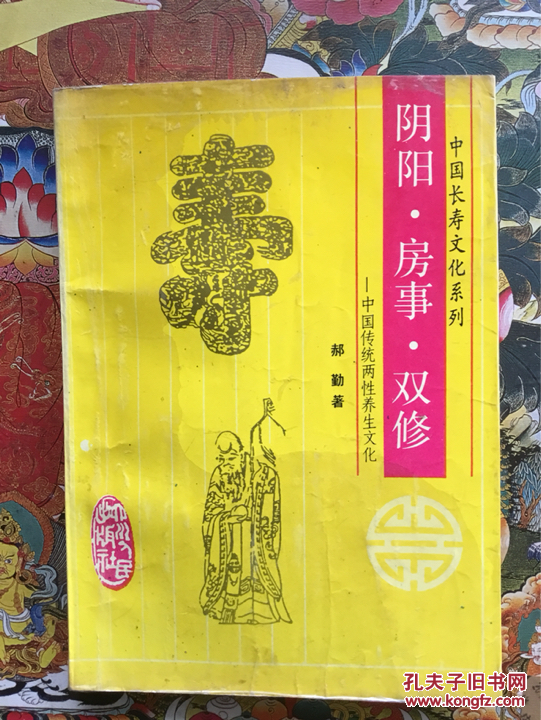 中国长寿文化系列
阴阳·房事·双修
—中国传统两性养生文化
郝勤著
寿
四川人民出版社
孔夫子旧书网
www.kongfz.com